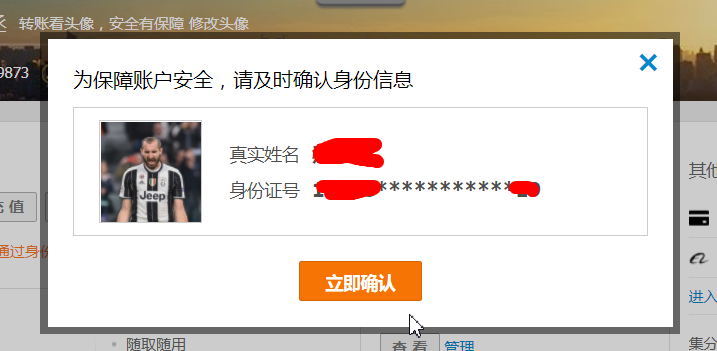 转账看头像，安全有保障 修改头像
9873
为保障账户安全，请及时确认身份信息
真实姓名
Jeep
身份证号 1*************9
其他
充 值
通过身份
立即确认
进入
随取随用
查 看 管理
集分